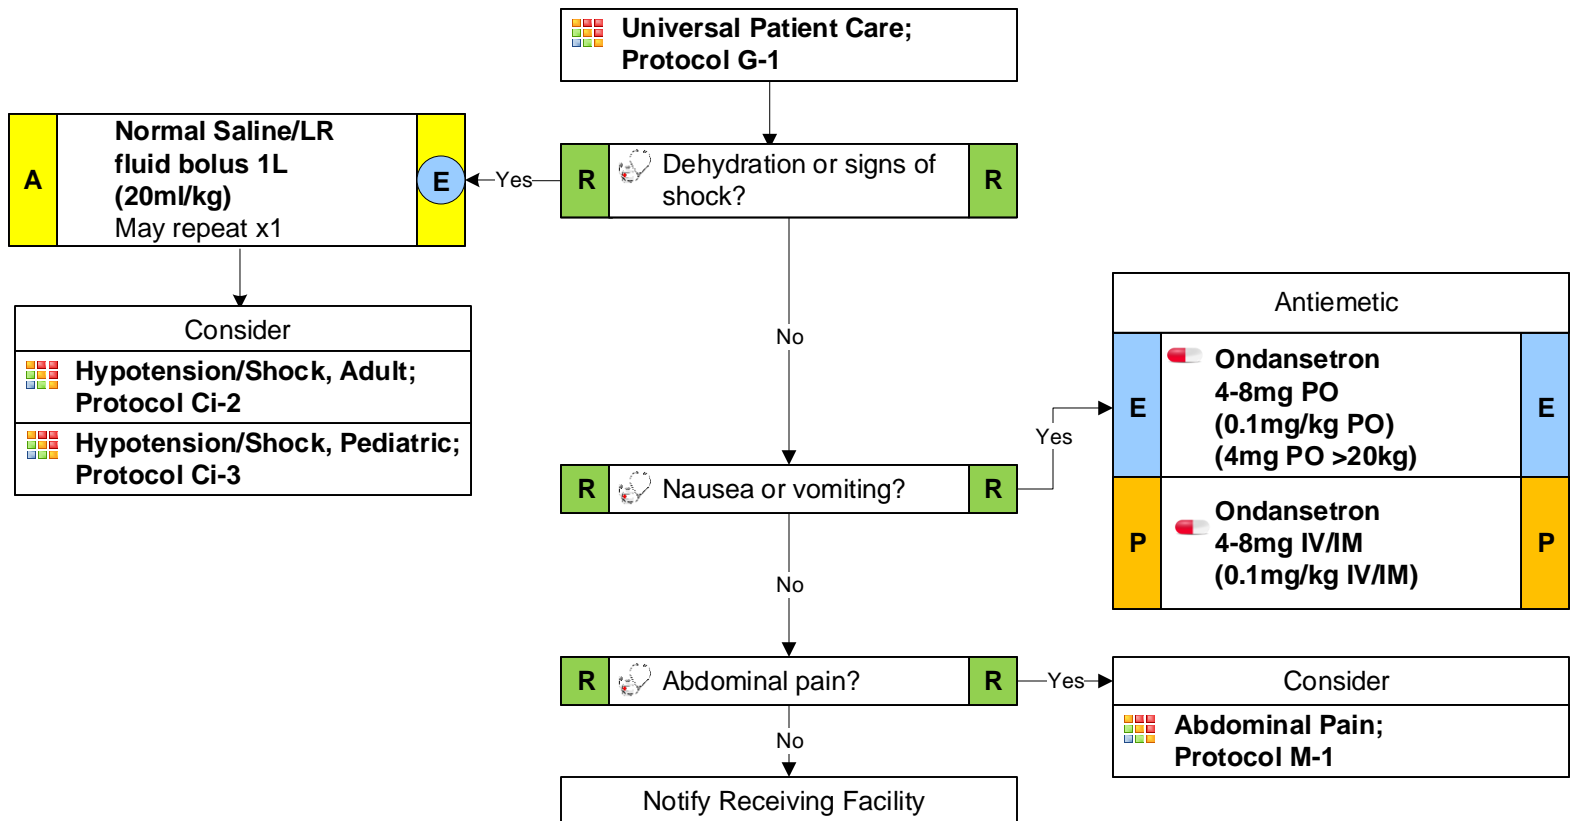 Universal Patient Care;
Protocol G-1
A
Normal Saline/LR
fluid bolus 1L
(20ml/kg)
May repeat x1
E
Yes
R
Dehydration or signs of
shock?
R
Consider
Hypotension/Shock, Adult;
Protocol Ci-2
Hypotension/Shock, Pediatric;
Protocol Ci-3
No
Antiemetic
E
Ondansetron
4-8mg PO
(0.1mg/kg PO)
(4mg PO >20kg)
E
P
Ondansetron
4-8mg IV/IM
(0.1mg/kg IV/IM)
P
Yes
R
Nausea or vomiting?
R
No
R
Abdominal pain?
R
Yes
Consider
Abdominal Pain;
Protocol M-1
No
Notify Receiving Facility